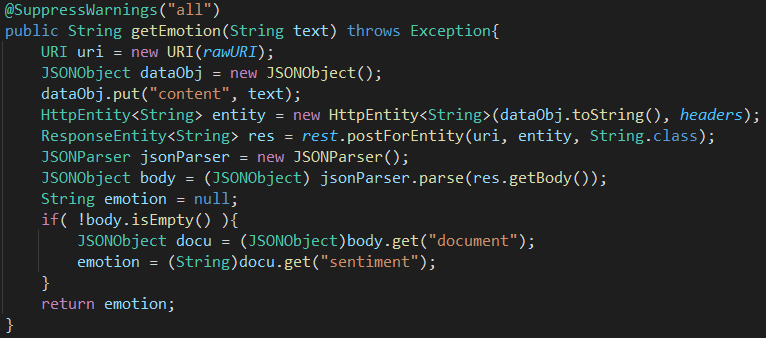 @SuppressWarnings("all")
public String getEmotion(String text) throws Exception{
    URI uri = new URI(rawURI);
    JSONObject dataObj = new JSONObject();
    dataObj.put("content", text);
    HttpEntity<String> entity = new HttpEntity<String>(dataObj.toString(), headers);
    ResponseEntity<String> res = rest.postForEntity(uri, entity, String.class);
    JSONParser jsonParser = new JSONParser();
    JSONObject body = (JSONObject) jsonParser.parse(res.getBody());
    String emotion = null;
    if( !body.isEmpty() ){
        JSONObject docu = (JSONObject)body.get("document");
        emotion = (String)docu.get("sentiment");
    }
    return emotion;
}